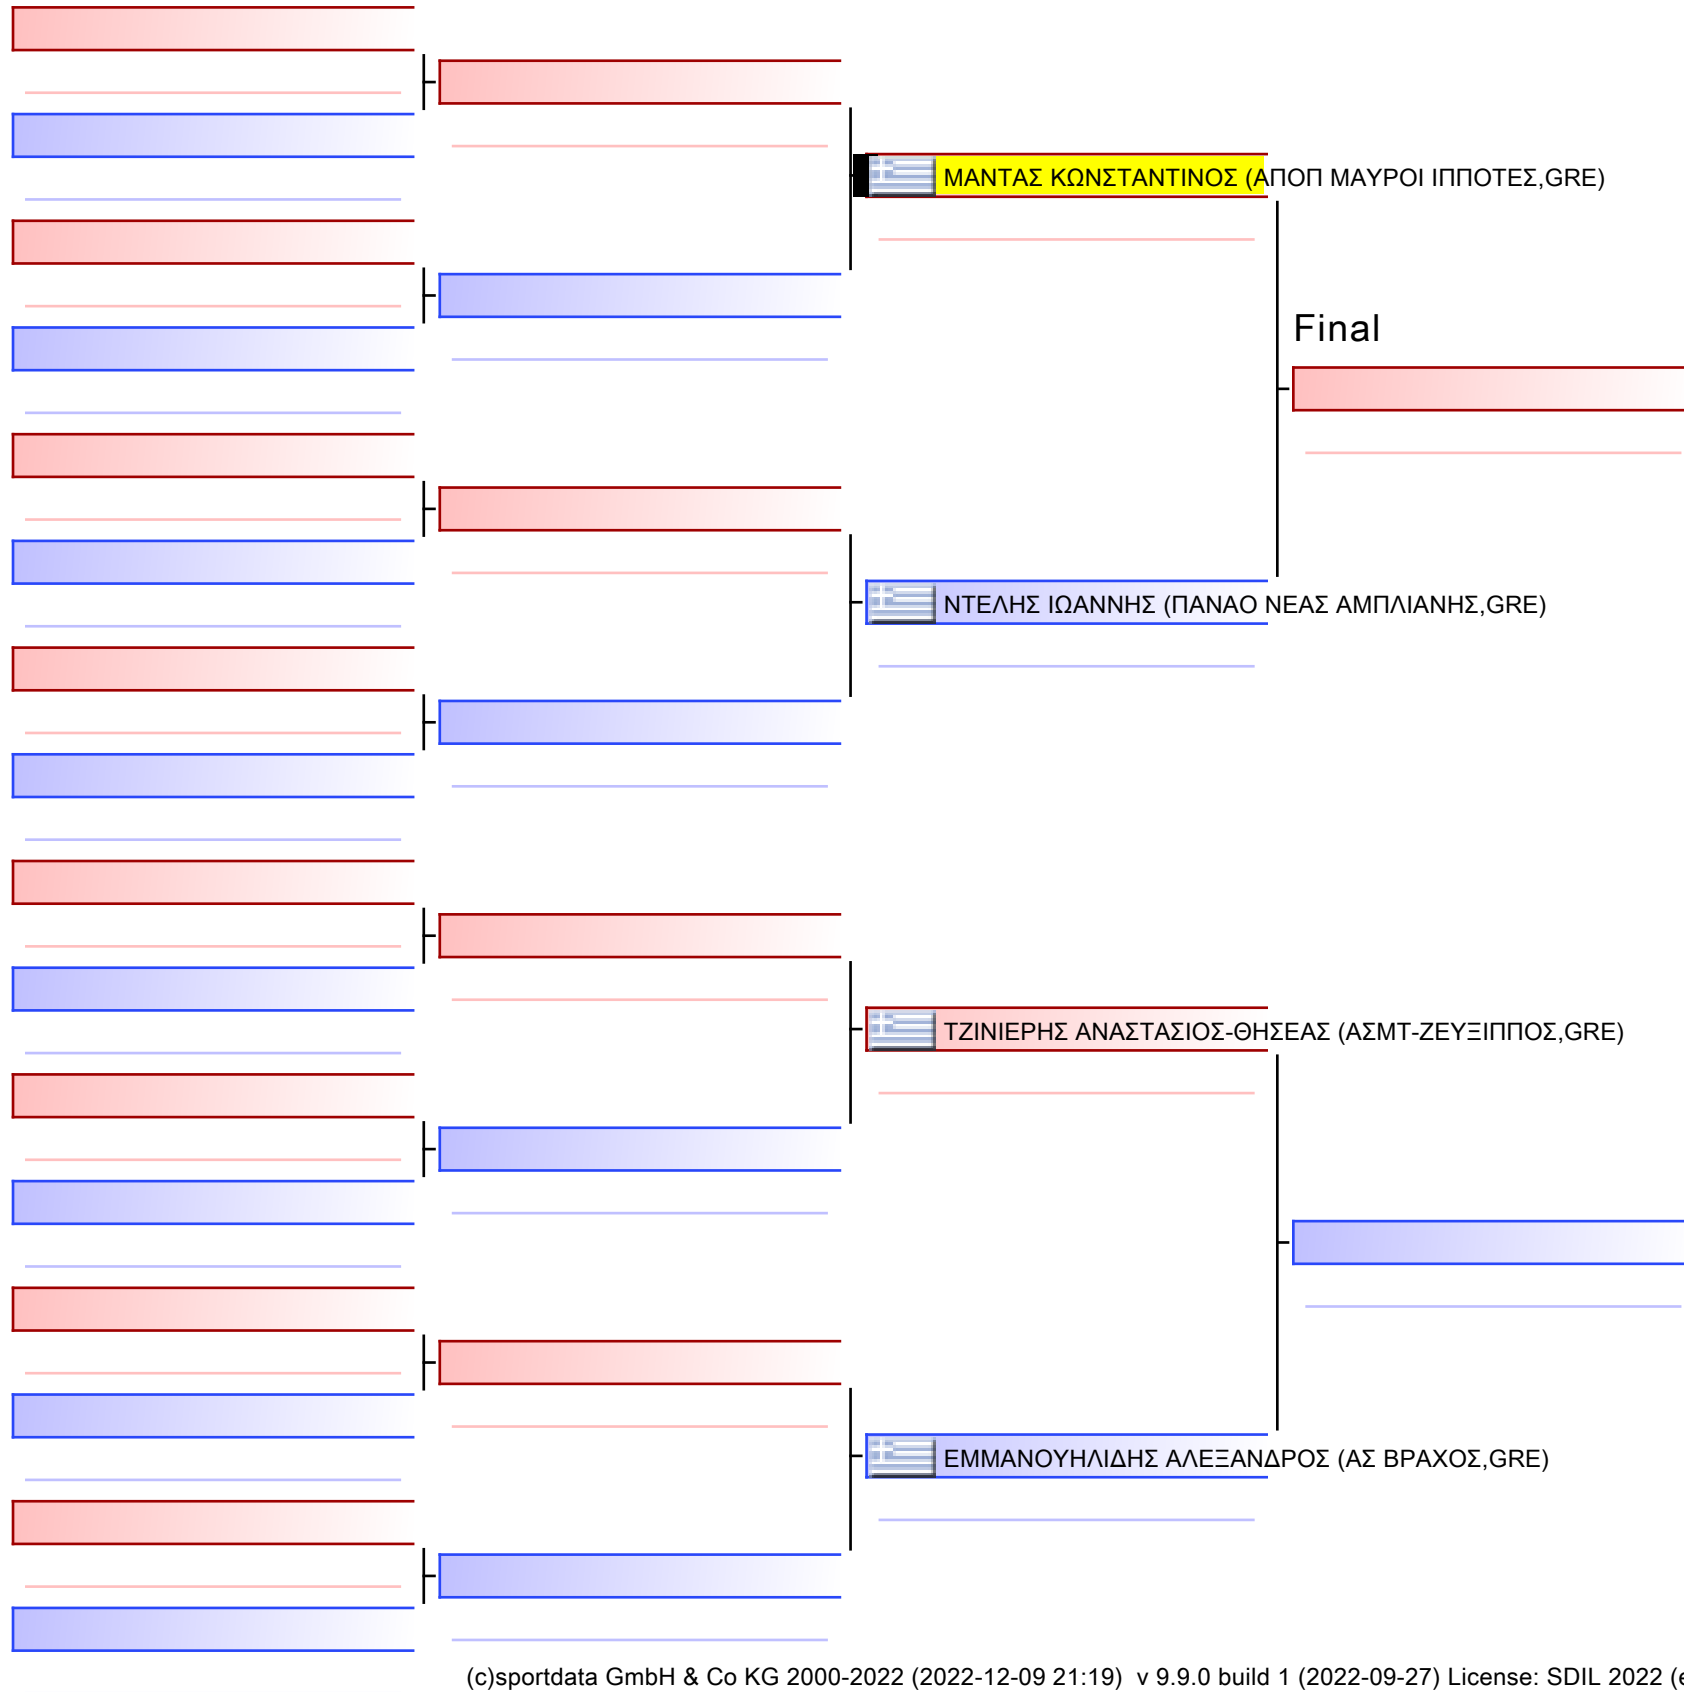 ΜΑΝΤΑΣ ΚΩΝΣΤΑΝΤΙΝΟΣ (ΑΠΟΠ ΜΑΥΡΟΙ ΙΠΠΟΤΕΣ,GRE)
Final
ΝΤΕΛΗΣ ΙΩΑΝΝΗΣ (ΠΑΝΑΟ ΝΕΑΣ ΑΜΠΛΙΑΝΗΣ,GRE)
ΤΖΙΝΙΕΡΗΣ ΑΝΑΣΤΑΣΙΟΣ-ΘΗΣΕΑΣ (ΑΣΜΤ-ΖΕΥΞΙΠΠΟΣ,GRE)
ΕΜΜΑΝΟΥΗΛΙΔΗΣ ΑΛΕΞΑΝΔΡΟΣ (ΑΣ ΒΡΑΧΟΣ,GRE)
(c)sportdata GmbH & Co KG 2000-2022 (2022-12-09 21:19) v 9.9.0 build 1 (2022-09-27) License: SDIL 2022 (